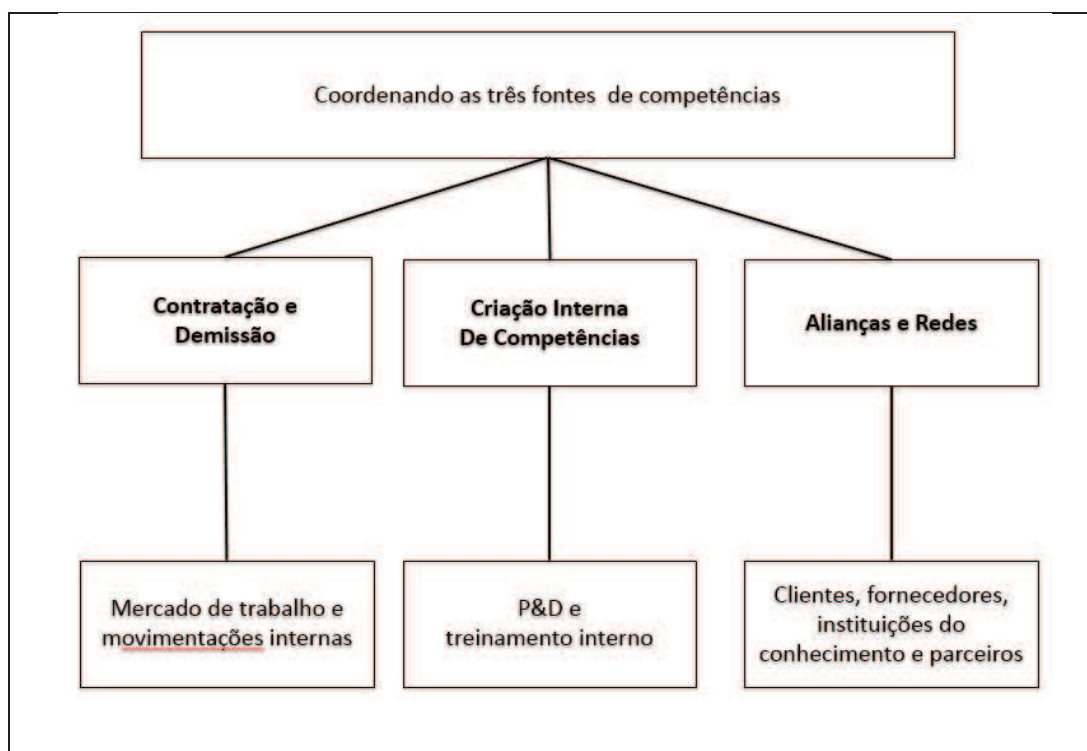 Coordenando as três fontes de competências
Contratação e
Demissão
Criação Interna
De Competências
Alianças e Redes
Mercado de trabalho e
movimentações internas
P&D e
treinamento interno
Clientes, fornecedores,
instituições do
conhecimento e parceiros